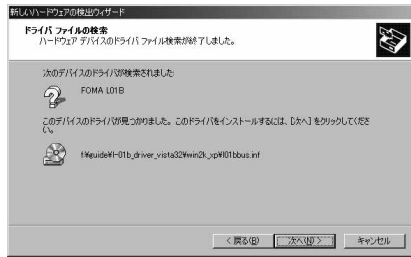 新しいハードウェアの検出ウィザード
ドライバ ファイルの検索
ハードウェア デバイスのドライバ ファイル検索が終了しました。
次のデバイスのドライバが検索されました:
FOMA L01B
このデバイスのドライバが見つかりました。このドライバをインストールするには、[次へ] をクリックしてくださ
い。
f:¥guide¥l-01b_driver_vista32¥win2k_xp¥l01bbus.inf
< 戻る(B)
次へ(N) >
キャンセル